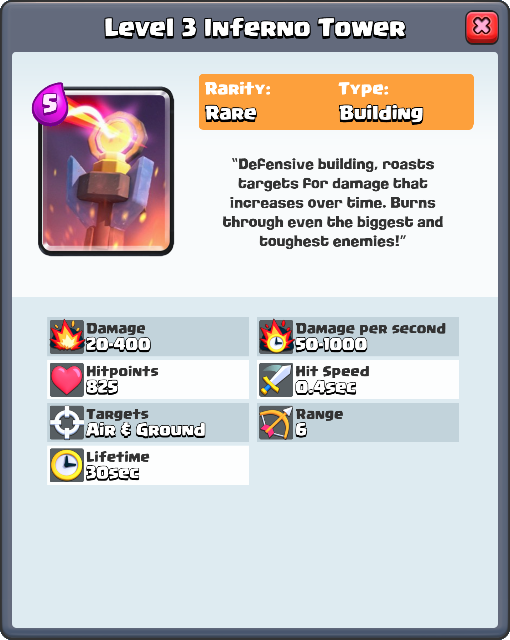 Level 3 Inferno Tower
5
Rarity: Type:
Rare Building
“Defensive building, roasts
targets for damage that
increases over time. Burns
through even the biggest and
toughest enemies!”
Damage
20-400
Damage per second
50-1000
Hitpoints
825
Hit Speed
0.4sec
Targets
Air & Ground
Range
6
Lifetime
30sec